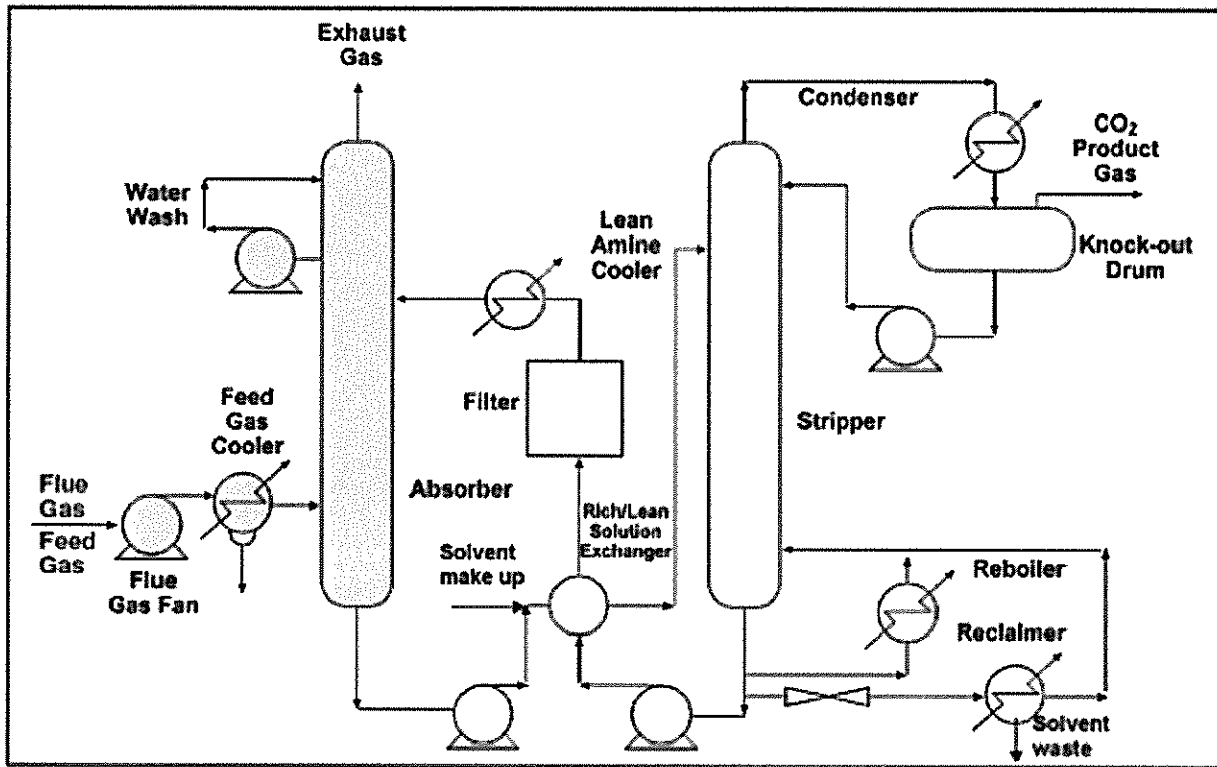 Exhaust
Gas
Condenser
CO₂
Product
Gas
Water
Wash
Lean
Amine
Cooler
Knock-out
Drum
Feed
Gas
Cooler
Filter
Stripper
Absorber
Flue
Gas
Feed
Gas
Flue
Gas Fan
Rich/Lean
Solution
Exchanger
Solvent
make up
Reboiler
Reclaimer
Solvent
waste